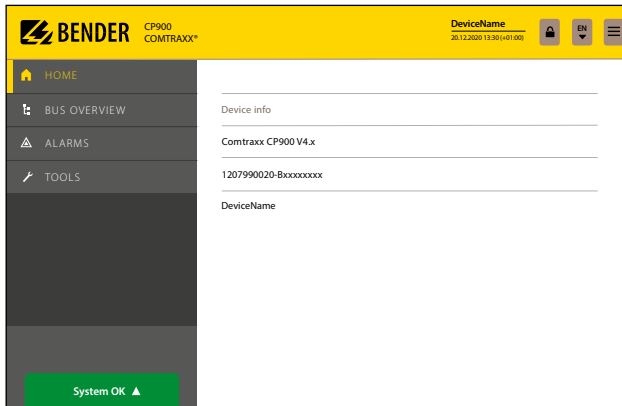 BENDER
CP900
COMTRAXX®
DeviceName
20.12.2020 13:30 (+01:00)
EN
HOME
BUS OVERVIEW
ALARMS
TOOLS
Device info
Comtraxx CP900 V4.x
1207990020-Bxxxxxxxx
DeviceName
System OK ▲